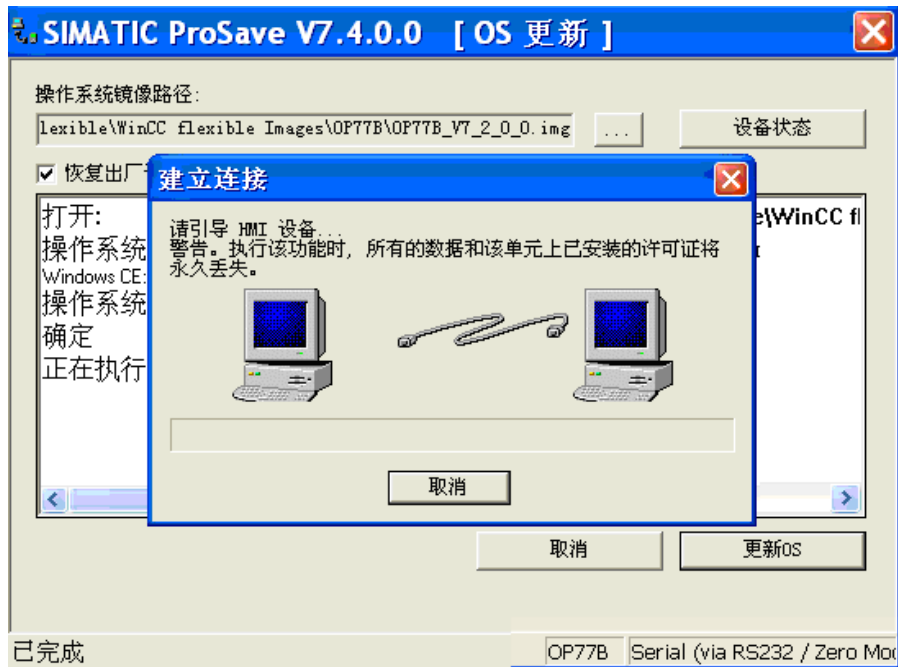 SIMATIC ProSave V7.4.0.0 [ OS 更新 ]
操作系统镜像路径:
lexible\WinCC flexible Images\OP77B\OP77B_V7_2_0_0.img
...
设备状态
恢复出厂
打开:
e\WinCC fl
操作系统
Windows CE:
操作系统
确定
正在执行
建立连接
请引导 HMI 设备...
警告。执行该功能时, 所有的数据和该单元上已安装的许可证将
永久丢失。
取消
取消
更新OS
已完成
OP77B
Serial (via RS232 / Zero Mo